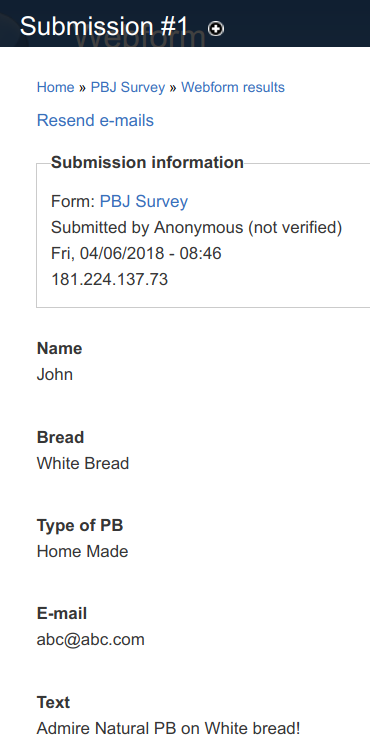 Submission #1
Webform
Home » PBJ Survey » Webform results
Resend e-mails
Submission information
Form: PBJ Survey
Submitted by Anonymous (not verified)
Fri, 04/06/2018 - 08:46
181.224.137.73
Name
John
Bread
White Bread
Type of PB
Home Made
E-mail
abc@abc.com
Text
Admire Natural PB on White bread!